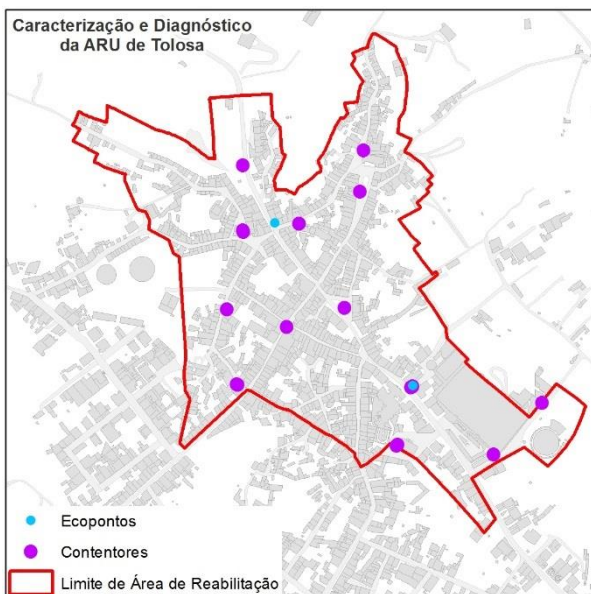 Caracterização e Diagnóstico
da ARU de Tolosa
Ecopontos
Contentores
Limite de Área de Reabilitação